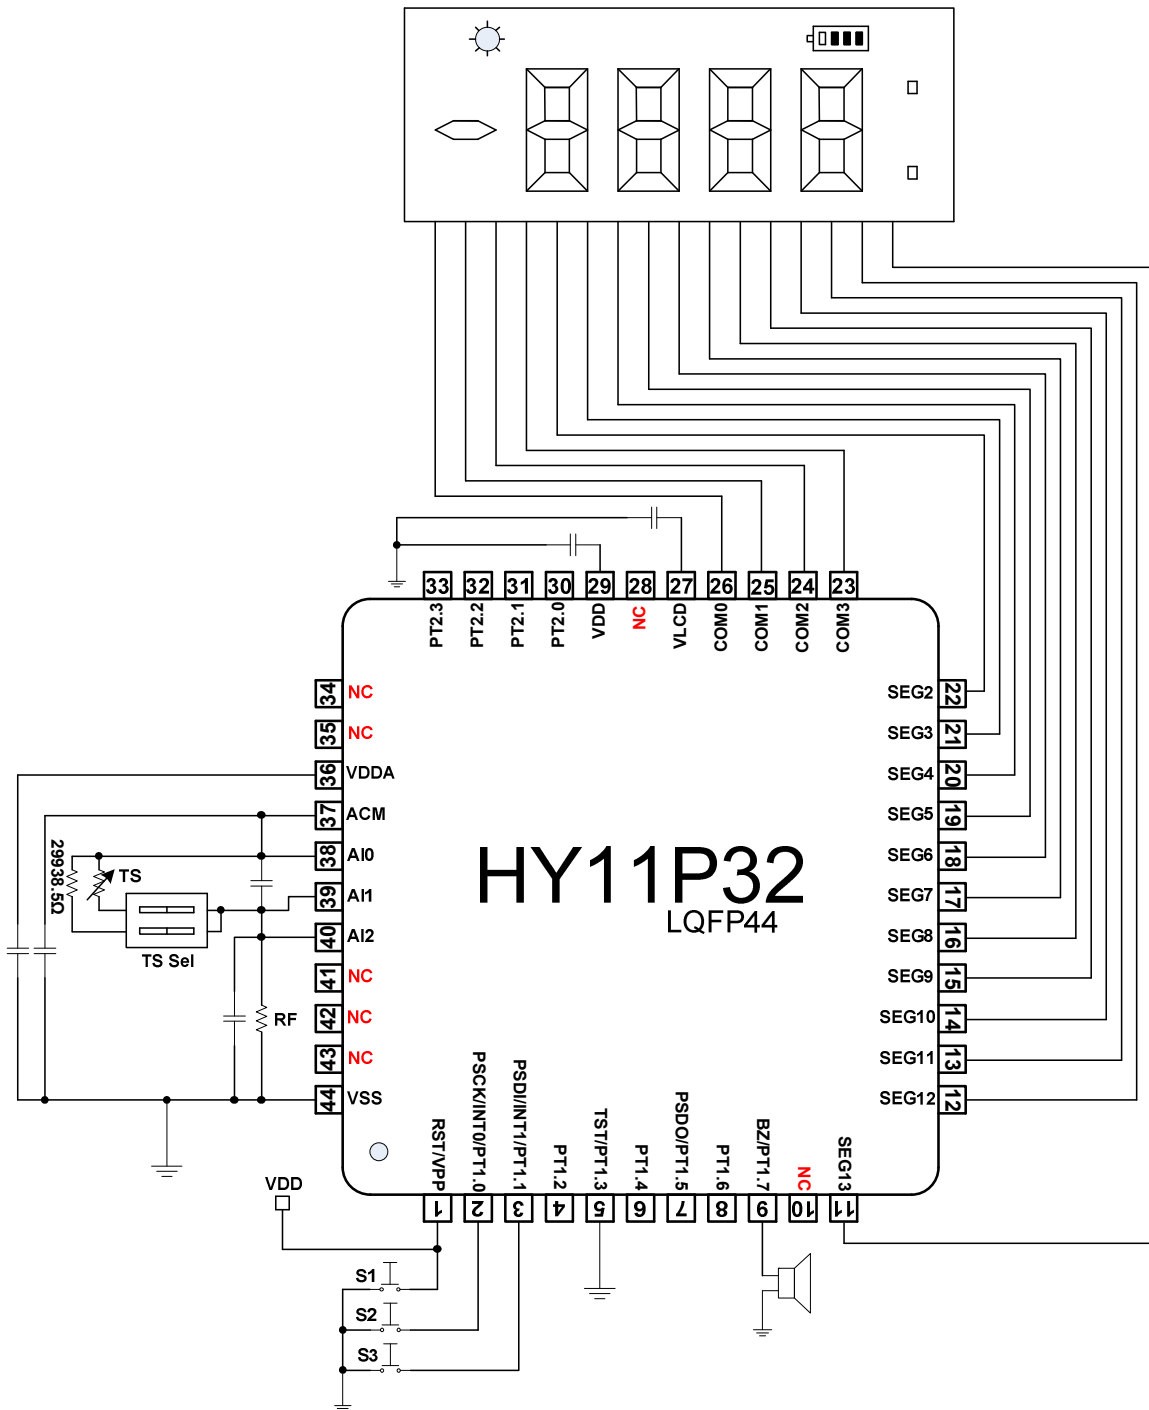 33 32 31 30 29 28 27 26 25 24 23
PT2.3 PT2.2 PT2.1 PT2.0 VDD NC VLCD COM0 COM1 COM2 COM3
34 NC
35 NC
36 VDDA
37 ACM
38 AI0
39 AI1
40 AI2
41 NC
42 NC
43 NC
44 VSS
29938.5Ω
TS
TS Sel
RF
HY11P32
LQFP44
SEG2 22
SEG3 21
SEG4 20
SEG5 19
SEG6 18
SEG7 17
SEG8 16
SEG9 15
SEG10 14
SEG11 13
SEG12 12
RST/VPP PSCK/INT0/PT1.0 PSDI/INT1/PT1.1 PT1.2 TST/PT1.3 PT1.4 PSDO/PT1.5 PT1.6 BZ/PT1.7 NC SEG13
1 2 3 4 5 6 7 8 9 10 11
VDD
S1
S2
S3